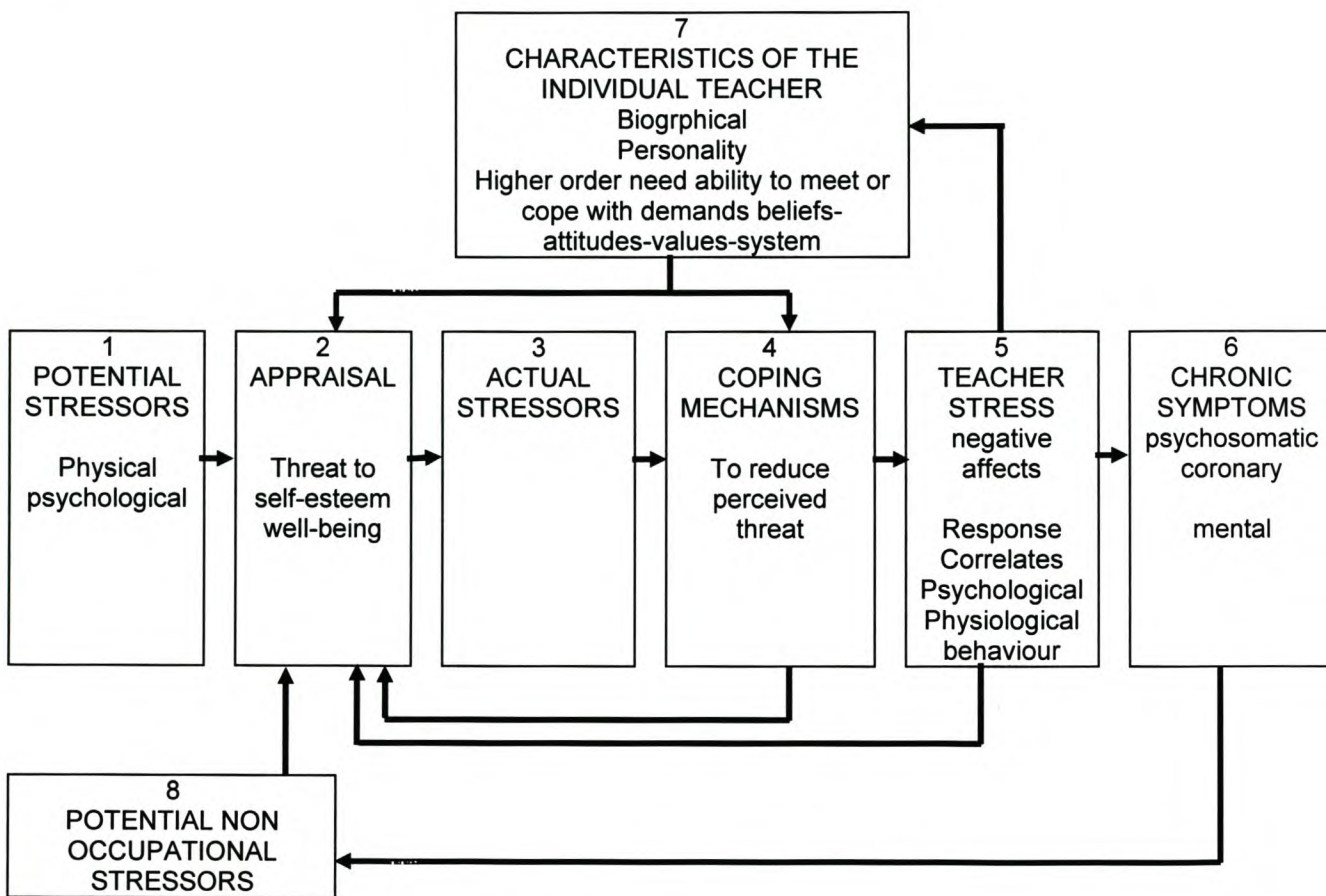 7
CHARACTERISTICS OF THE
INDIVIDUAL TEACHER
Biogrphical
Personality
Higher order need ability to meet or
cope with demands beliefs-
attitudes-values-system
1
POTENTIAL
STRESSORS
Physical
psychological
2
APPRAISAL
Threat to
self-esteem
well-being
3
ACTUAL
STRESSORS
4
COPING
MECHANISMS
To reduce
perceived
threat
5
TEACHER
STRESS
negative
affects
Response
Correlates
Psychological
Physiological
behaviour
6
CHRONIC
SYMPTOMS
psychosomatic
coronary
mental
8
POTENTIAL NON
OCCUPATIONAL
STRESSORS